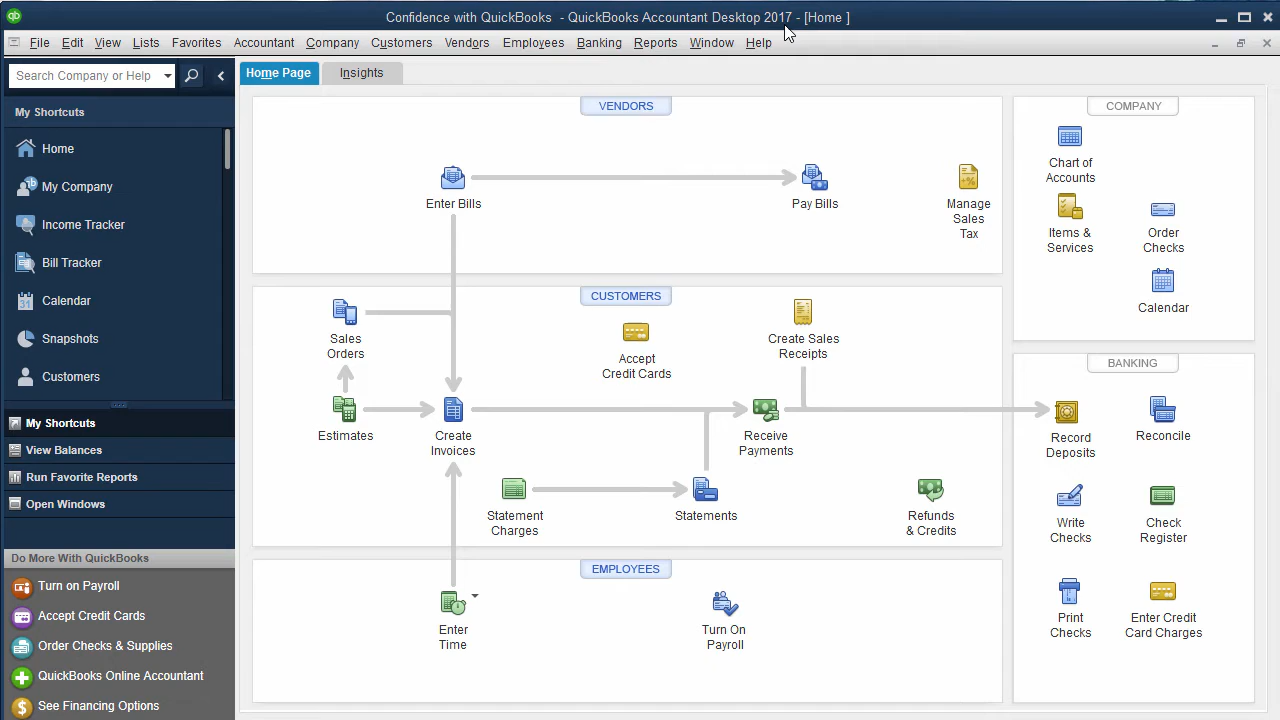 Confidence with QuickBooks - QuickBooks Accountant Desktop 2017 - [Home ]
File Edit View Lists Favorites Accountant Company Customers Vendors Employees Banking Reports Window Help
Search Company or Help
Home Page Insights
My Shortcuts
Home
My Company
Income Tracker
Bill Tracker
Calendar
Snapshots
Customers
My Shortcuts
View Balances
Run Favorite Reports
Open Windows
Do More With QuickBooks
Turn on Payroll
Accept Credit Cards
Order Checks & Supplies
QuickBooks Online Accountant
See Financing Options
VENDORS
Enter Bills
Pay Bills
Manage
Sales
Tax
CUSTOMERS
Sales
Orders
Accept
Credit Cards
Create Sales
Receipts
Estimates
Create
Invoices
Receive
Payments
Statement
Charges
Statements
Refunds
& Credits
EMPLOYEES
Enter
Time
Turn On
Payroll
COMPANY
Chart of
Accounts
Items &
Services
Order
Checks
Calendar
BANKING
Record
Deposits
Reconcile
Write
Checks
Check
Register
Print
Checks
Enter Credit
Card Charges